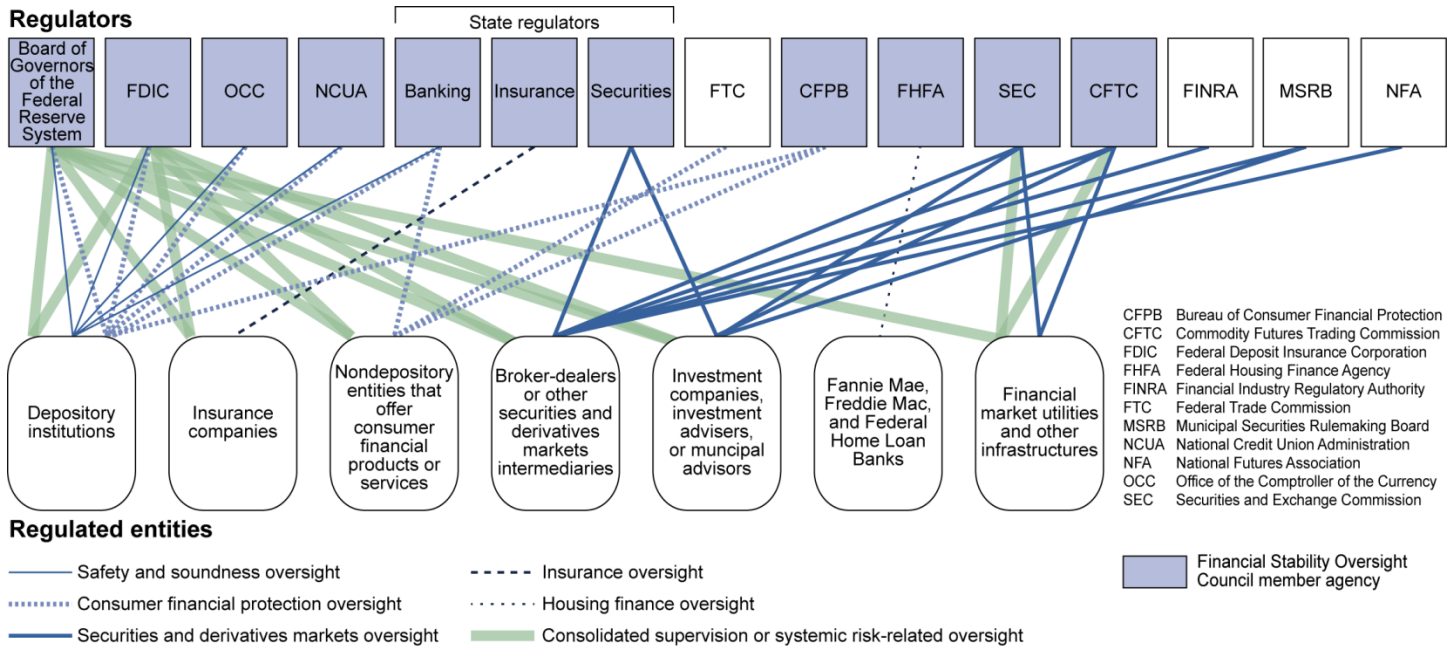 Regulators
State regulators
Board of
Governors
of the
Federal
Reserve
System
FDIC
OCC
NCUA
Banking
Insurance
Securities
FTC
CFPB
FHFA
SEC
CFTC
FINRA
MSRB
NFA
Depository
institutions
Insurance
companies
Nondepository
entities that
offer
consumer
financial
products or
services
Broker-dealers
or other
securities and
derivatives
markets
intermediaries
Investment
companies,
investment
advisers,
or muncipal
advisors
Fannie Mae,
Freddie Mac,
and Federal
Home Loan
Banks
Financial
market utilities
and other
infrastructures
CFPB Bureau of Consumer Financial Protection
CFTC Commodity Futures Trading Commission
FDIC Federal Deposit Insurance Corporation
FHFA Federal Housing Finance Agency
FINRA Financial Industry Regulatory Authority
FTC Federal Trade Commission
MSRB Municipal Securities Rulemaking Board
NCUA National Credit Union Administration
NFA National Futures Association
OCC Office of the Comptroller of the Currency
SEC Securities and Exchange Commission
Regulated entities
Safety and soundness oversight
Consumer financial protection oversight
Securities and derivatives markets oversight
Insurance oversight
Housing finance oversight
Consolidated supervision or systemic risk-related oversight
Financial Stability Oversight
Council member agency